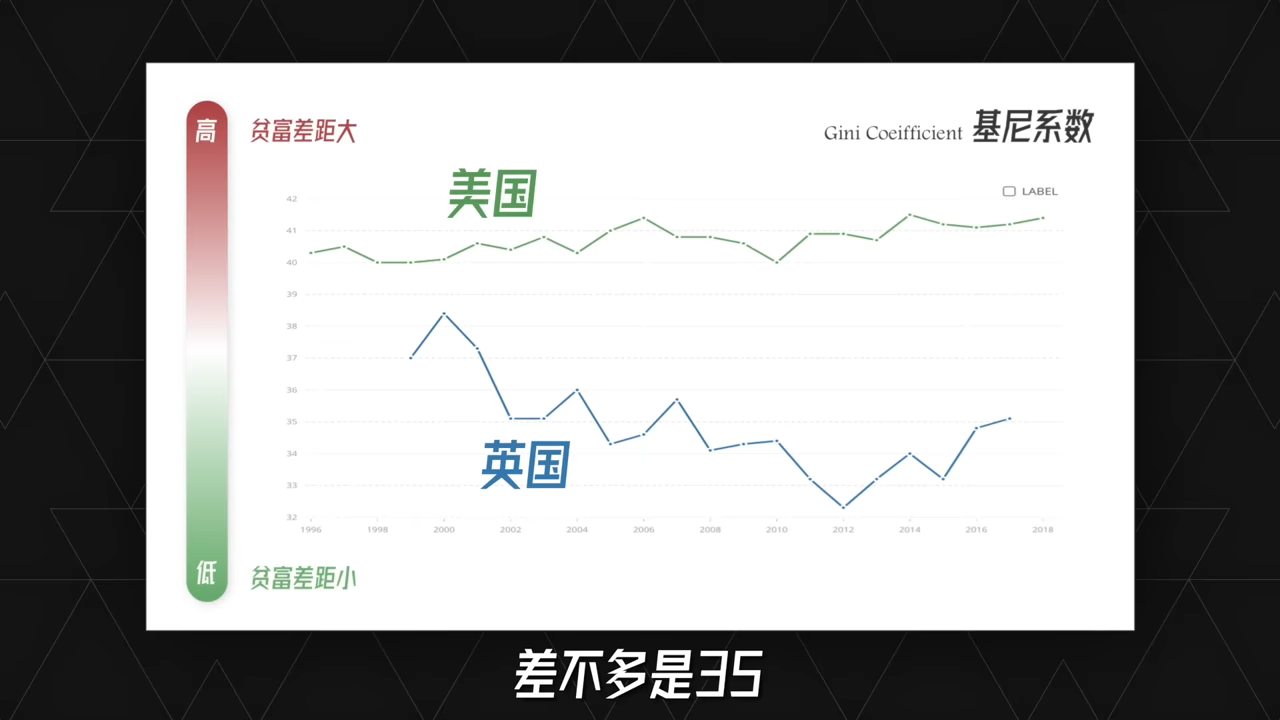 高 贫富差距大
Gini Coeifficient 基尼系数
美国
LABEL
42
41
40
39
38
37
36
35
34
33
32
英国
1996 1998 2000 2002 2004 2006 2008 2010 2012 2014 2016 2018
低 贫富差距小
差不多是35